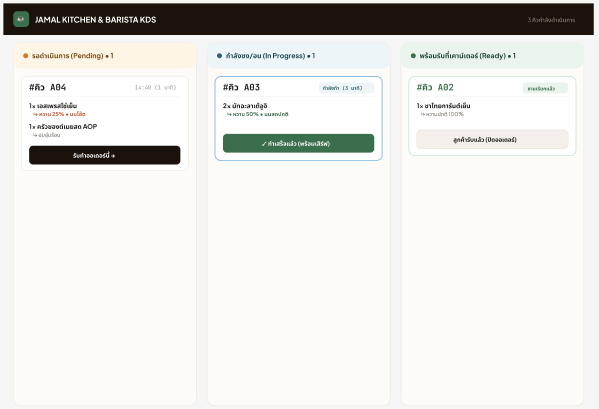 JAMAL KITCHEN & BARISTA KDS
3 คิวกำลังดำเนินการ
รอดำเนินการ (Pending) • 1
#คิว A04
14:40 (1 นาที)
1x เอสเพรสโซ่เย็น
↳ หวาน 25% • นมโอ๊ต
1x ครัวซองต์เนยสด AOP
↳ อบอุ่นร้อน
รับทำออเดอร์นี้ →
กำลังชง/อบ (In Progress) • 1
#คิว A03
กำลังทำ (3 นาที)
2x มัทฉะลาเต้อูจิ
↳ หวาน 50% • นมสดปกติ
✓ ทำเสร็จแล้ว (พร้อมเสิร์ฟ)
พร้อมรับที่เคาน์เตอร์ (Ready) • 1
#คิว A02
1x ชาไทยการ์มต์เย็น
↳ หวานปกติ 100%
ลูกค้ารับแล้ว (ปิดออเดอร์)